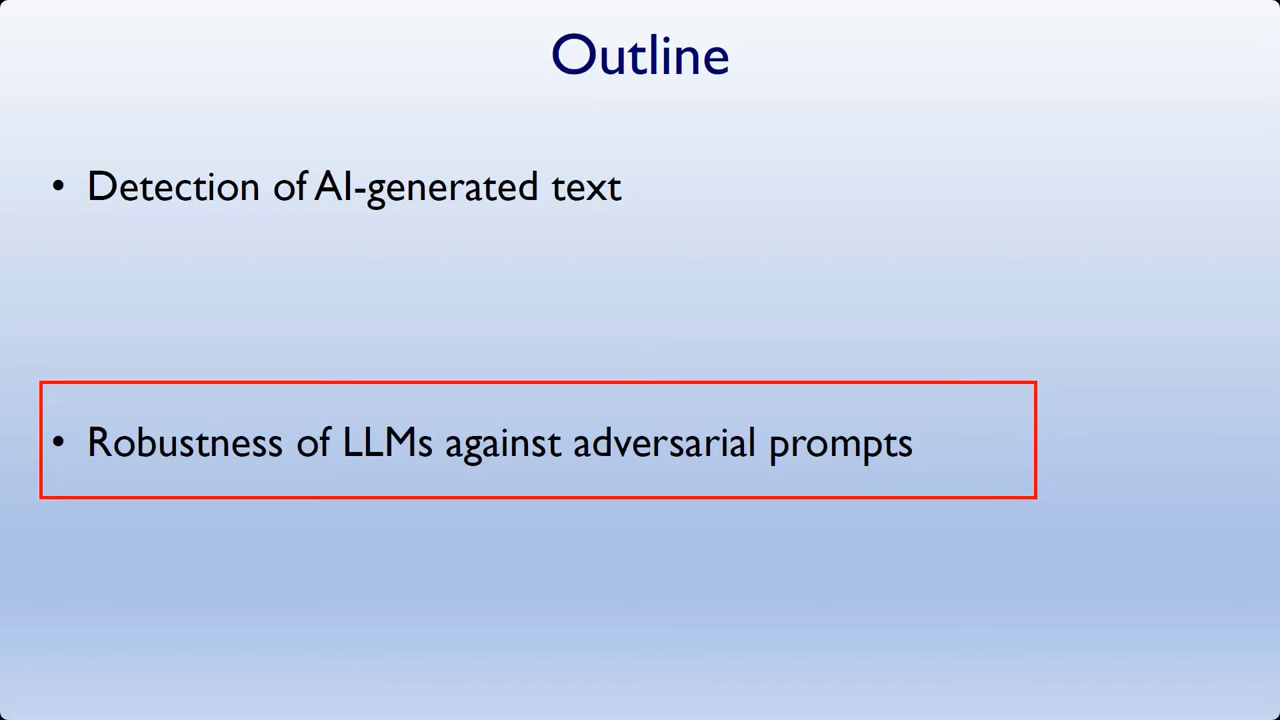 Outline
• Detection of AI-generated text
• Robustness of LLMs against adversarial prompts